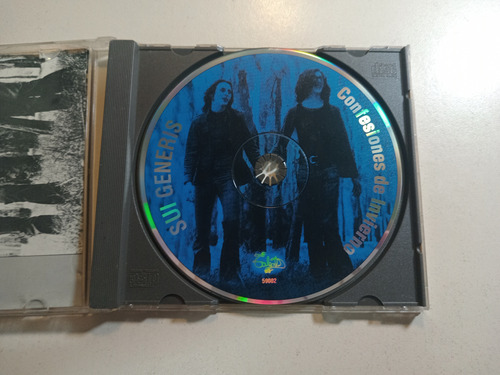 SUI GENERIS
Confesiones de Invierno
50002